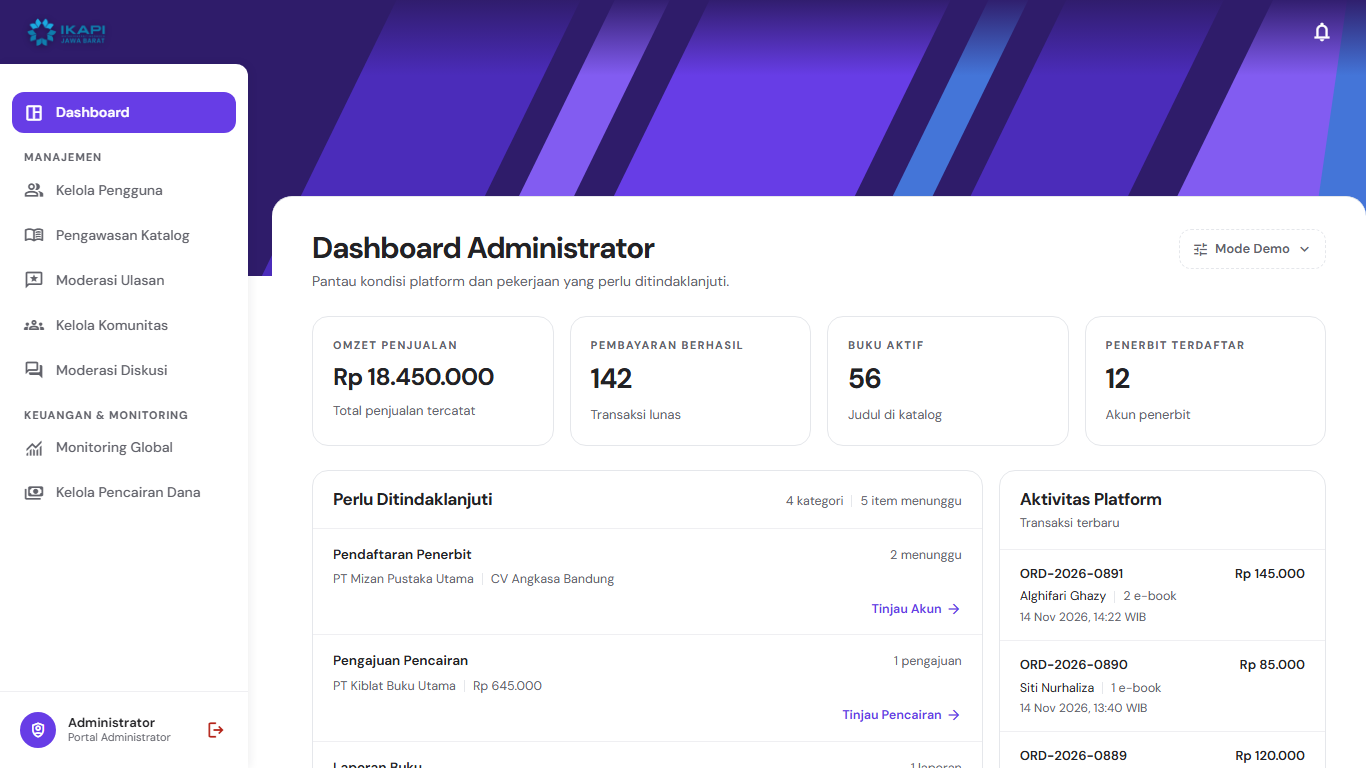 IKAPI
JAWA BARAT
Dashboard
MANAJEMEN
Kelola Pengguna
Pengawasan Katalog
Moderasi Ulasan
Kelola Komunitas
Moderasi Diskusi
KEUANGAN & MONITORING
Monitoring Global
Kelola Pencairan Dana
Administrator
Portal Administrator
Dashboard Administrator
Pantau kondisi platform dan pekerjaan yang perlu ditindaklanjuti.
Mode Demo
OMZET PENJUALAN
Rp 18.450.000
Total penjualan tercatat
PEMBAYARAN BERHASIL
142
Transaksi lunas
BUKU AKTIF
56
Judul di katalog
PENERBIT TERDAFTAR
12
Akun penerbit
Perlu Ditindaklanjuti
4 kategori
5 item menunggu
Pendaftaran Penerbit
2 menunggu
PT Mizan Pustaka Utama
CV Angkasa Bandung
Tinjau Akun →
Pengajuan Pencairan
1 pengajuan
PT Kiblat Buku Utama
Rp 645.000
Tinjau Pencairan →
Laporan Buku
1 laporan
Aktivitas Platform
Transaksi terbaru
ORD-2026-0891
Rp 145.000
Alghifari Ghazy
2 e-book
14 Nov 2026, 14:22 WIB
ORD-2026-0890
Rp 85.000
Siti Nurhaliza
1 e-book
14 Nov 2026, 13:40 WIB
ORD-2026-0889
Rp 120.000